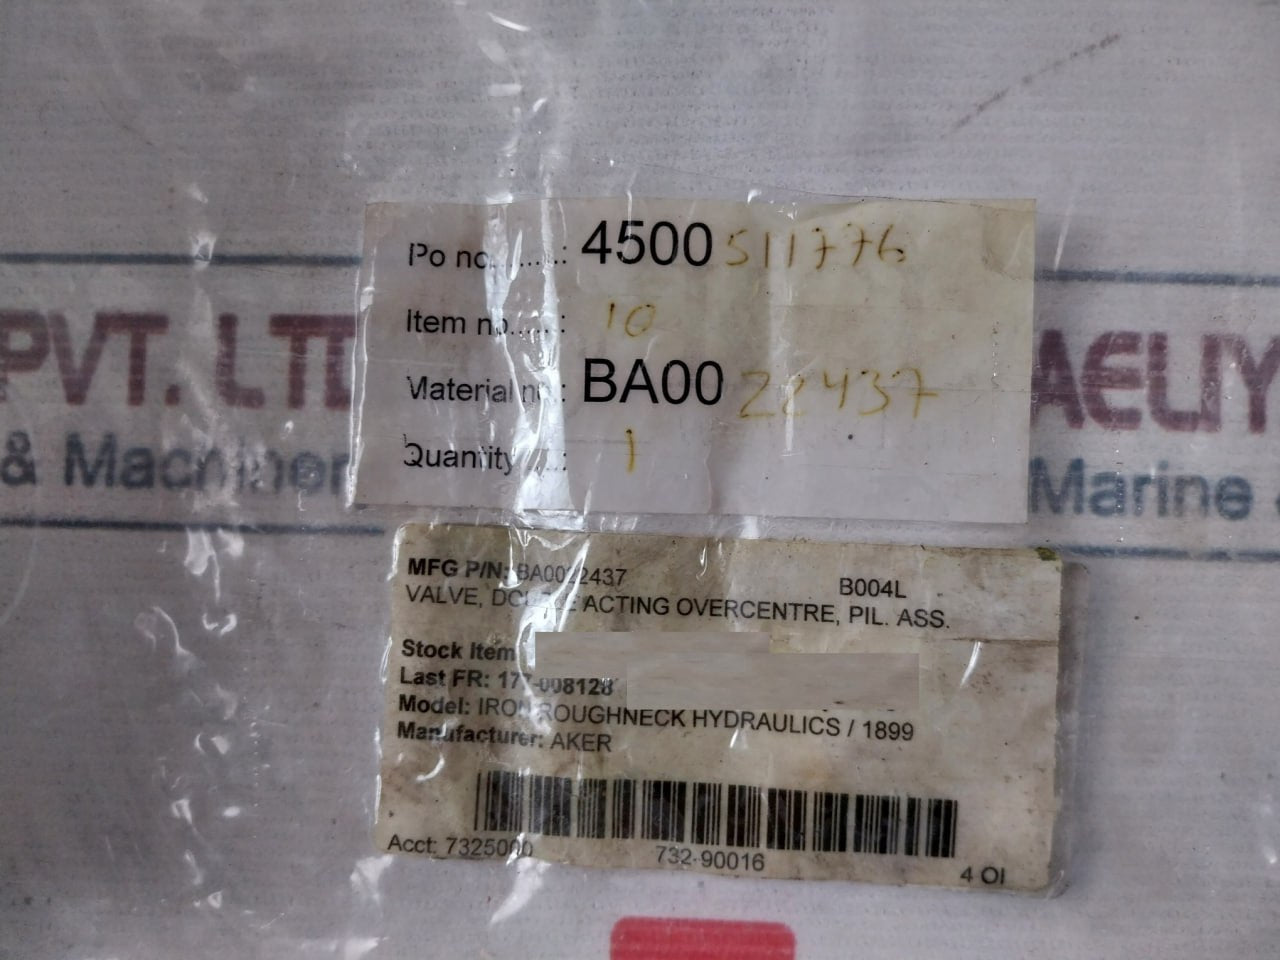 Po no........: 4500 511776
Item no......: 10
Material no.: BA00 22437
Quantity ....: 1
PVT. LTD
& Machinery
Marine &
MFG P/N: BA0022437 B004L
VALVE, DOUBLE ACTING OVERCENTRE, PIL. ASS.
Stock Item
Last FR: 177-008128
Model: IRON ROUGHNECK HYDRAULICS / 1899
Manufacturer: AKER
Acct: 7325000 732-90016 4 OI